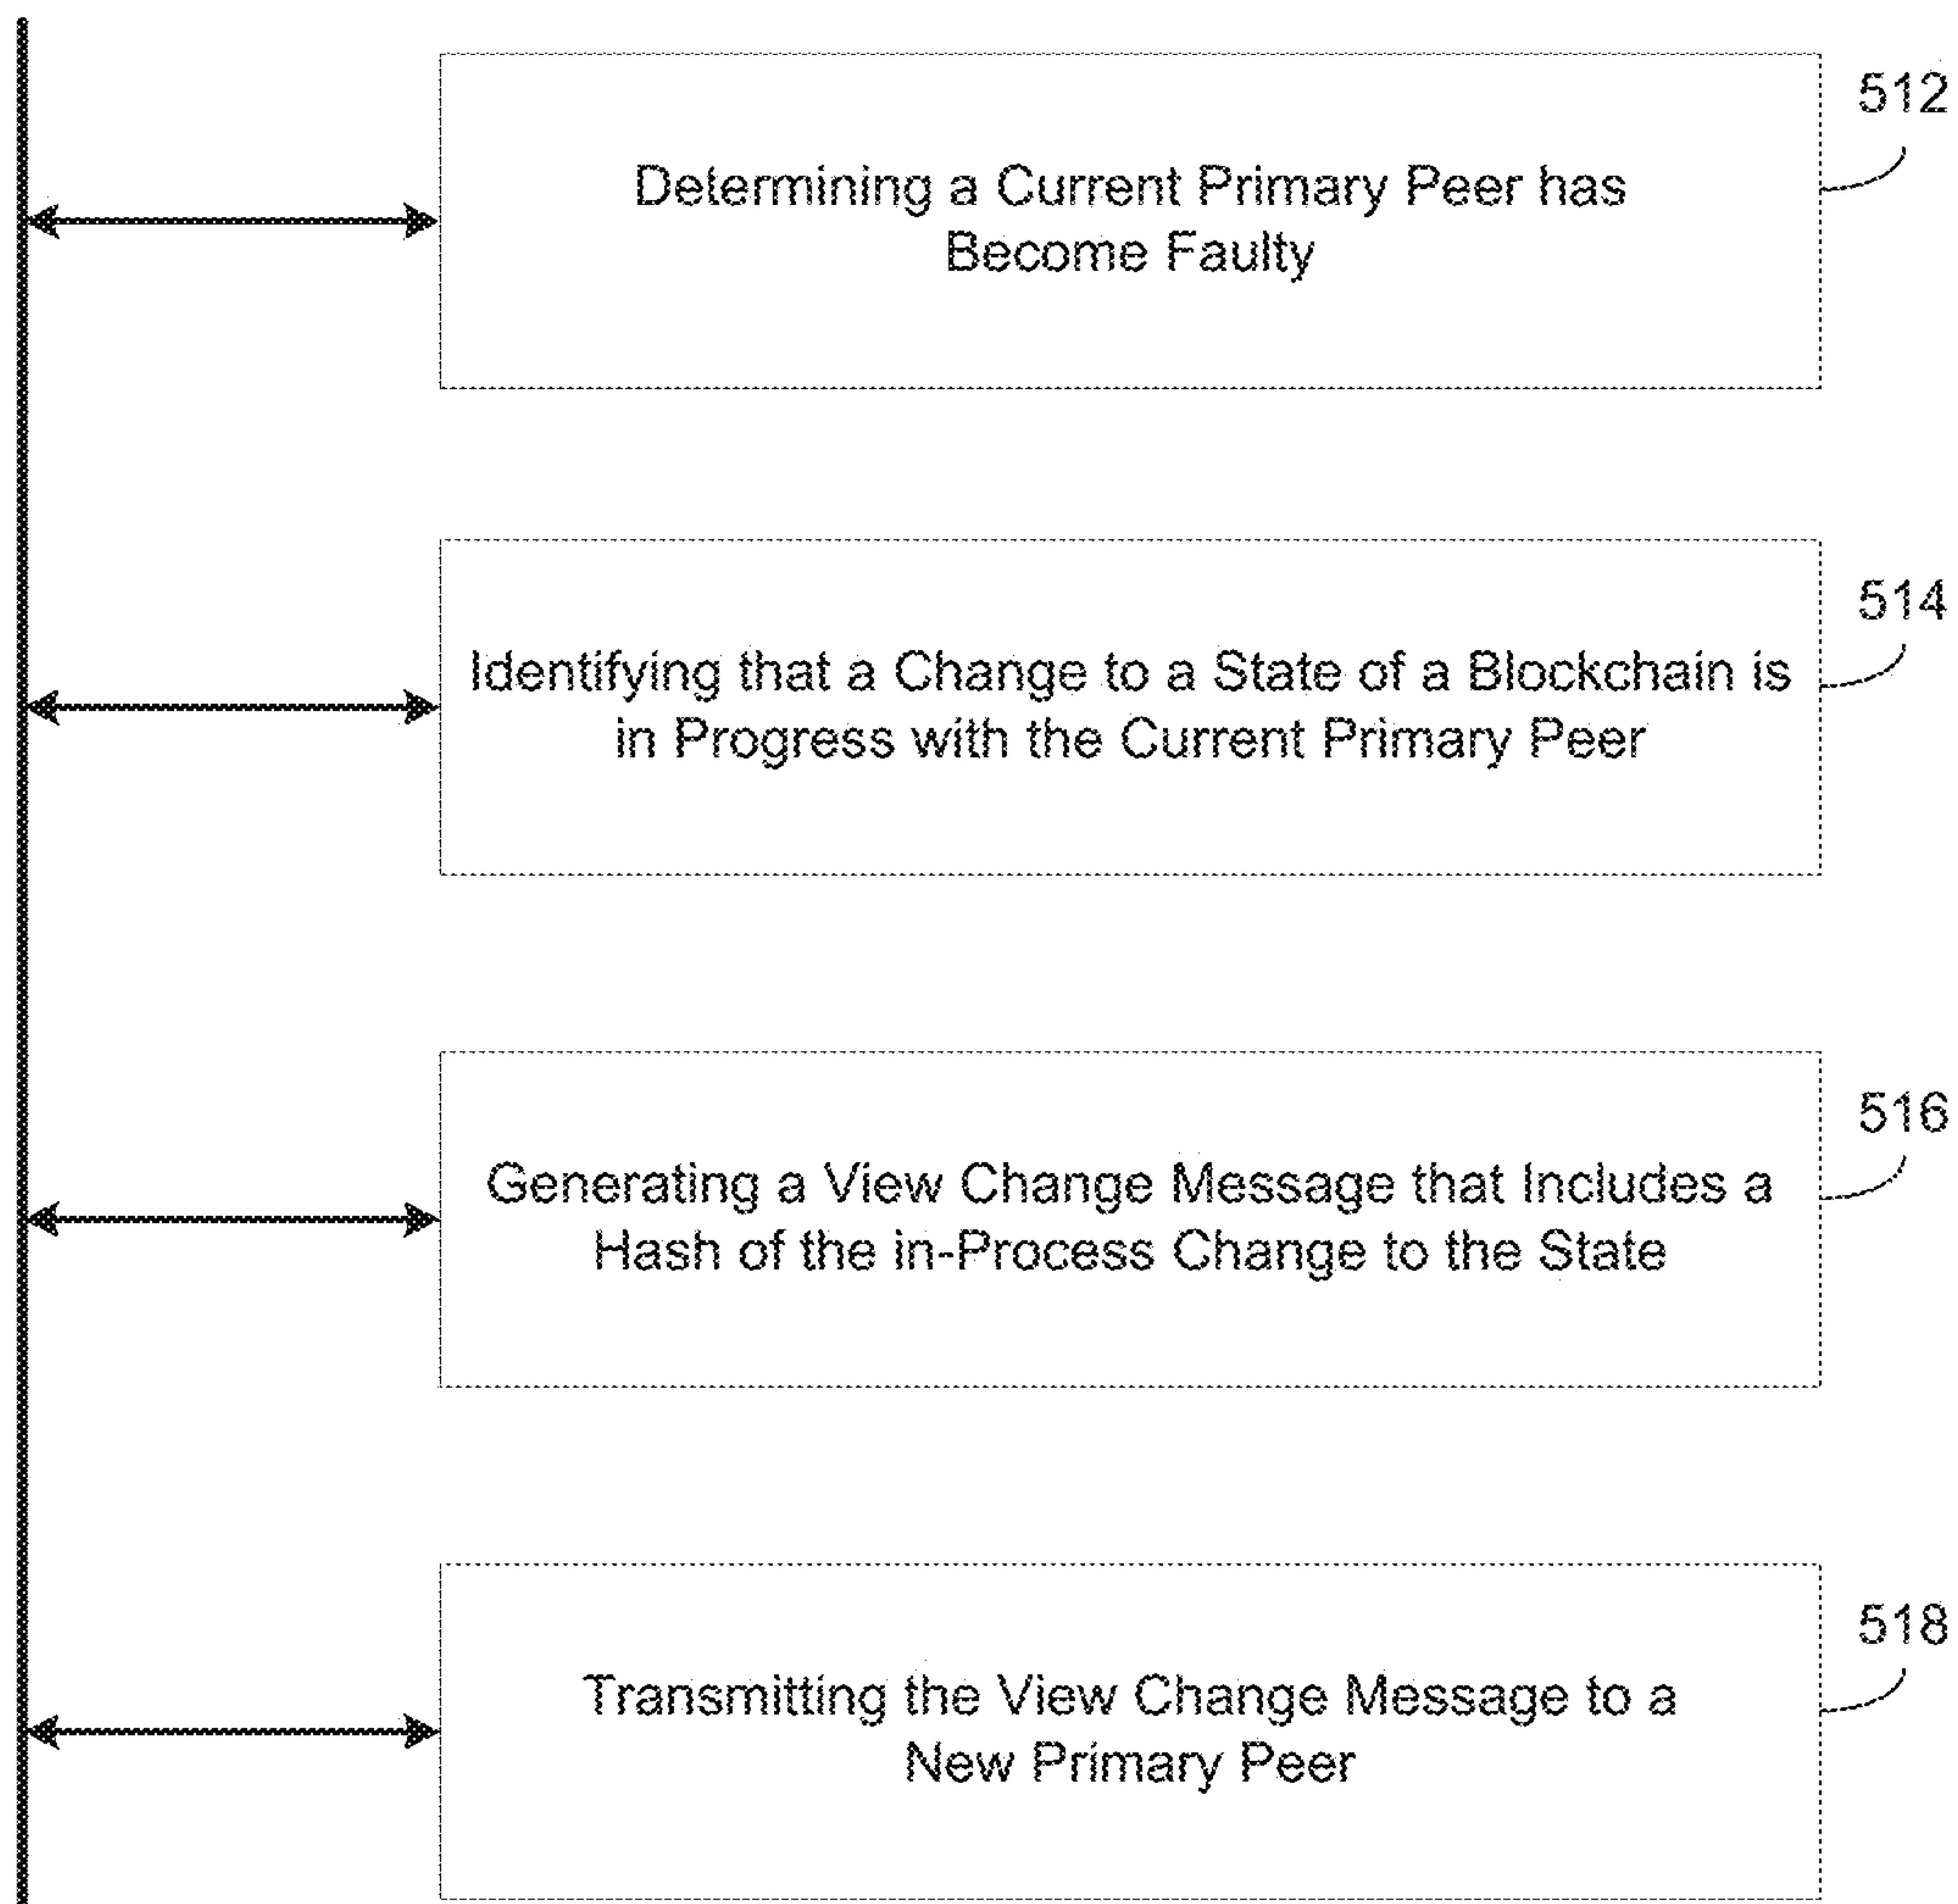 512
Determining a Current Primary Peer has
Become Faulty
514
Identifying that a Change to a State of a Blockchain is
in Progress with the Current Primary Peer
516
Generating a View Change Message that Includes a
Hash of the in-Process Change to the State
518
Transmitting the View Change Message to a
New Primary Peer